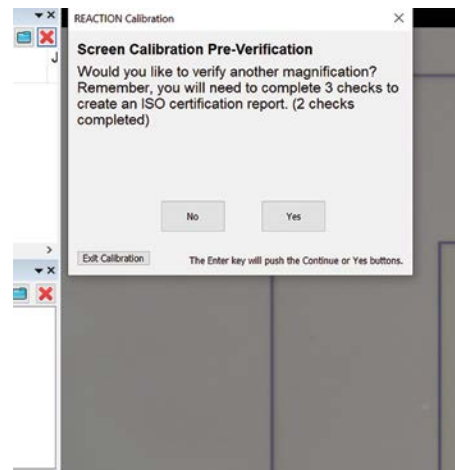 REACTION Calibration
Screen Calibration Pre-Verification
Would you like to verify another magnification?
Remember, you will need to complete 3 checks to
create an ISO certification report. (2 checks
completed)
No Yes
Exit Calibration The Enter key will push the Continue or Yes buttons.